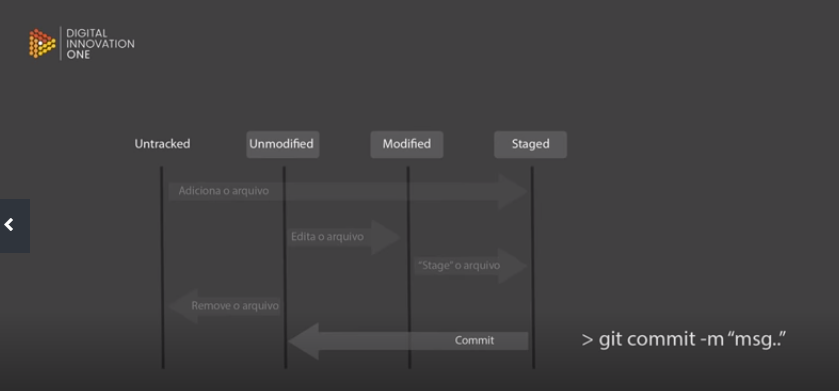 DIGITAL
INNOVATION
ONE
Untracked
Unmodified
Modified
Staged
Adiciona o arquivo
Edita o arquivo
"Stage" o arquivo
Remove o arquivo
Commit
> git commit -m “msg..”